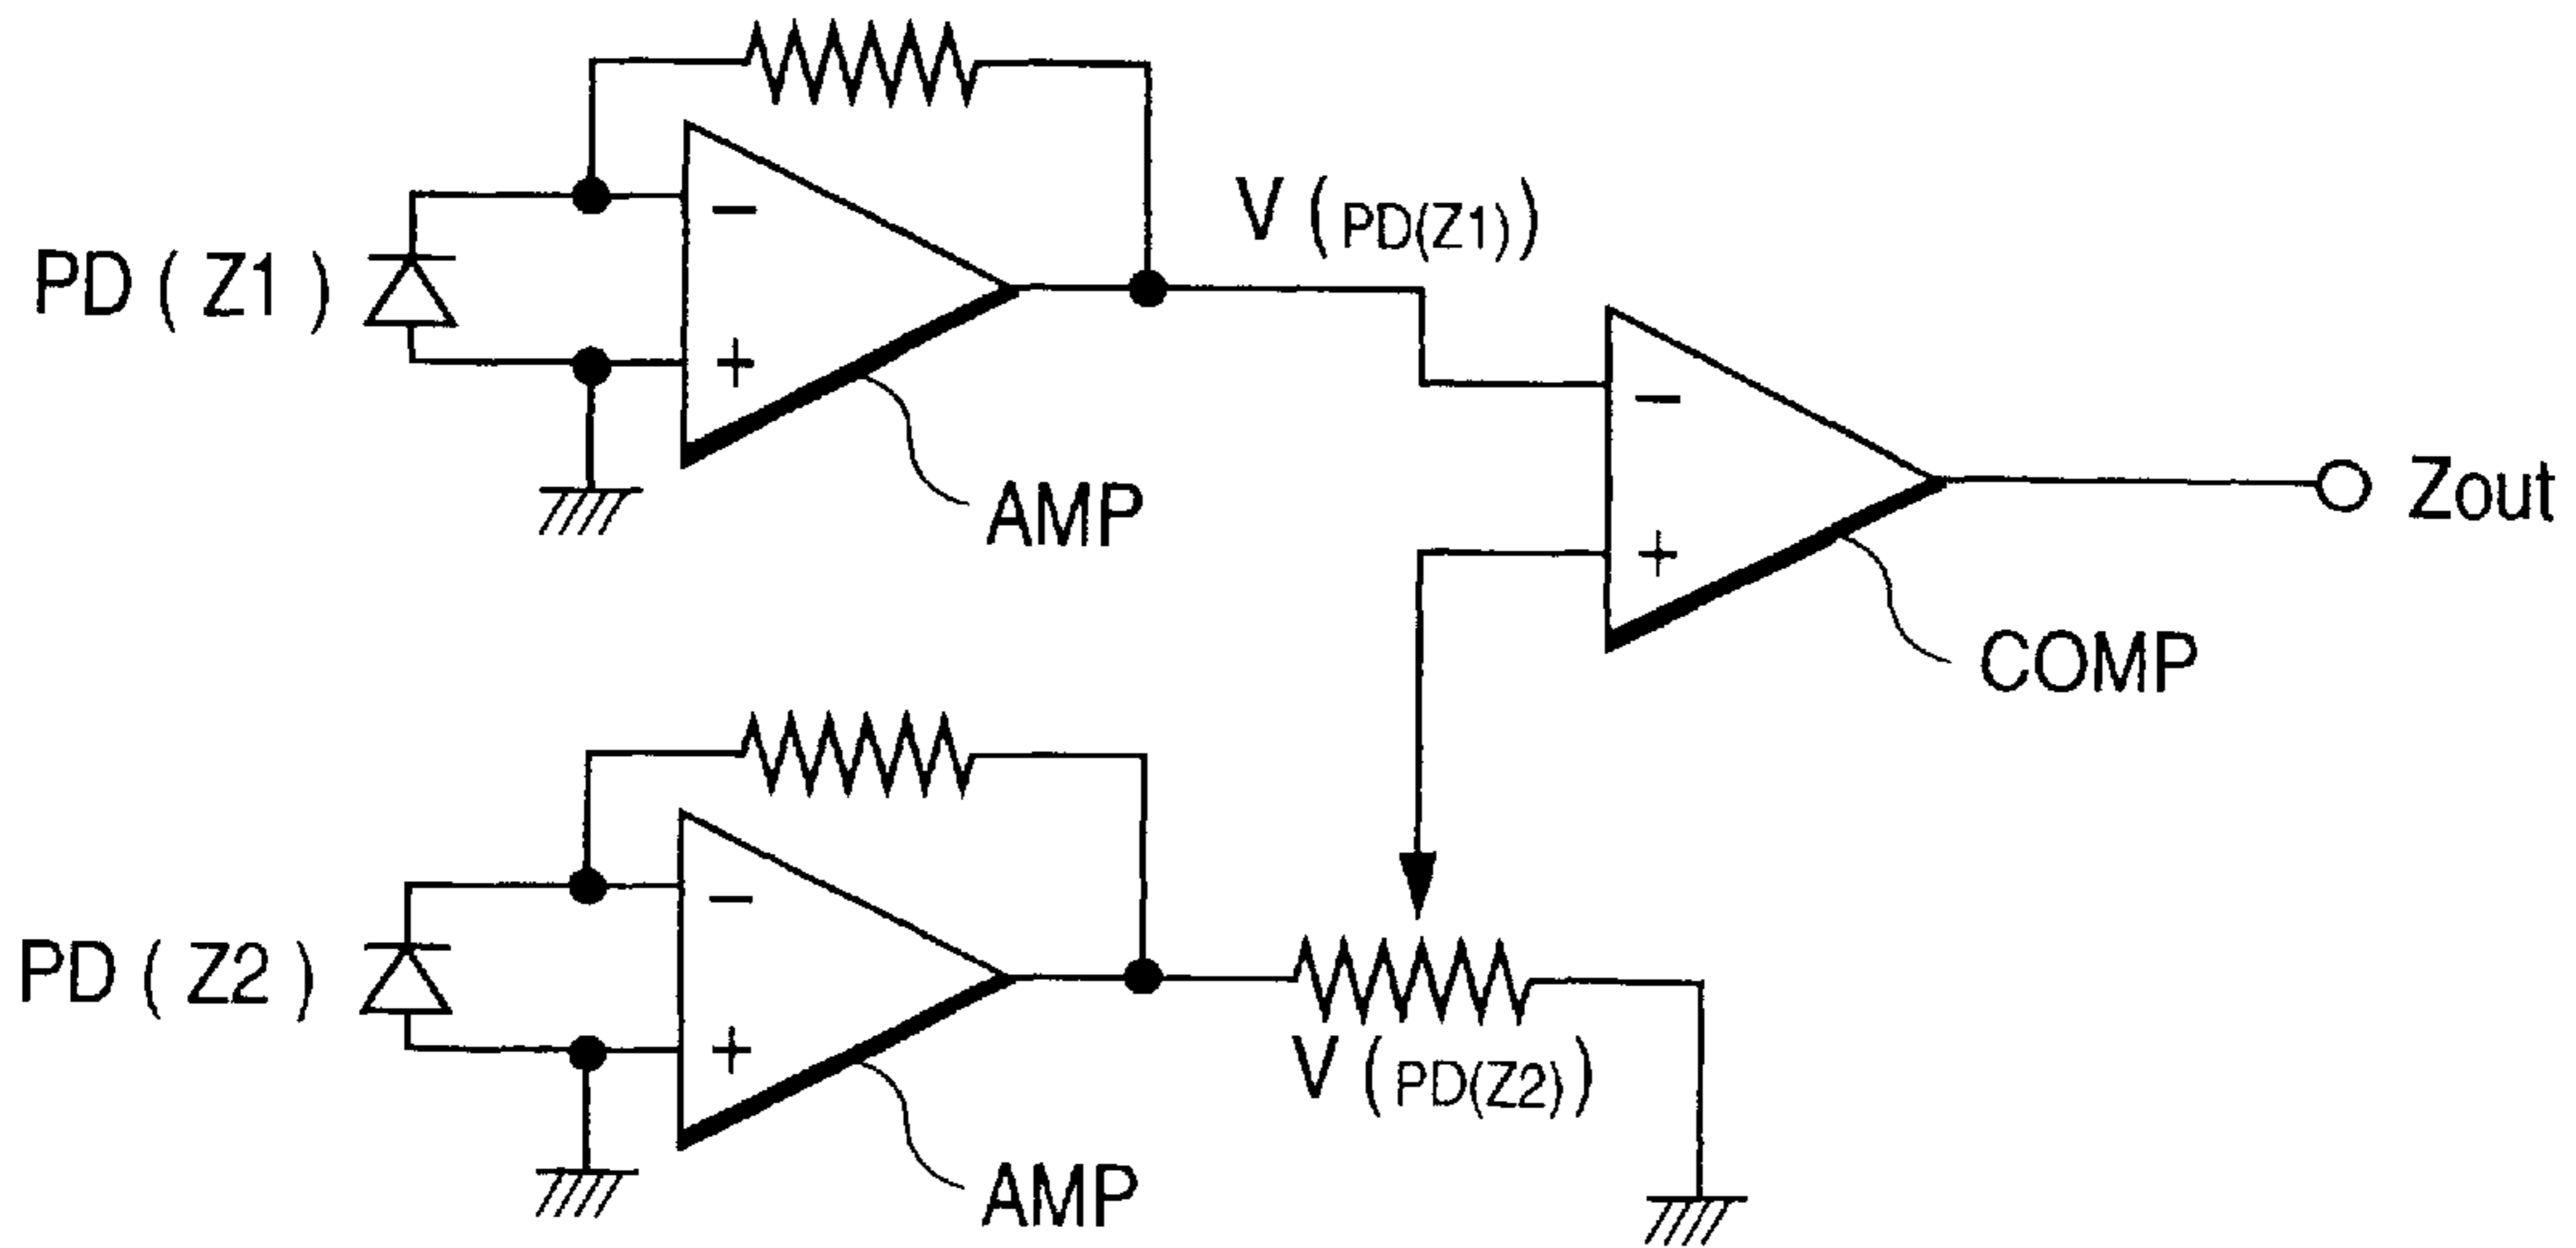 V (PD(Z1))
−
PD ( Z1 )
+
−
AMP
Zout
+
COMP
−
PD ( Z2 )
+
V (PD(Z2))
AMP